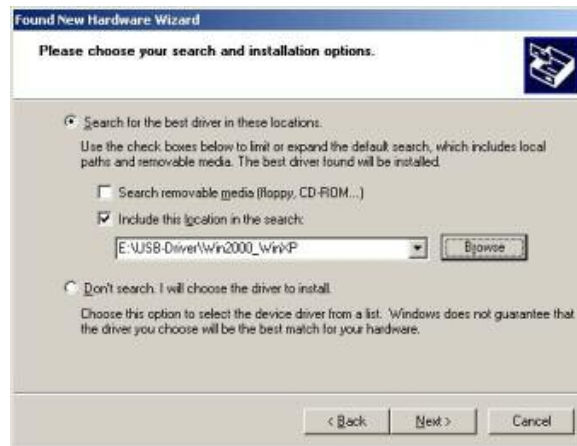 Found New Hardware Wizard
Please choose your search and installation options.
Search for the best driver in these locations.
Use the check boxes below to limit or expand the default search, which includes local
paths and removable media. The best driver found will be installed.
Search removable media (floppy, CD-ROM...)
Include this location in the search:
E:\USB-Driver\Win2000_WinXP
Browse
Don't search. I will choose the driver to install.
Choose this option to select the device driver from a list. Windows does not guarantee that
the driver you choose will be the best match for your hardware.
< Back Next > Cancel